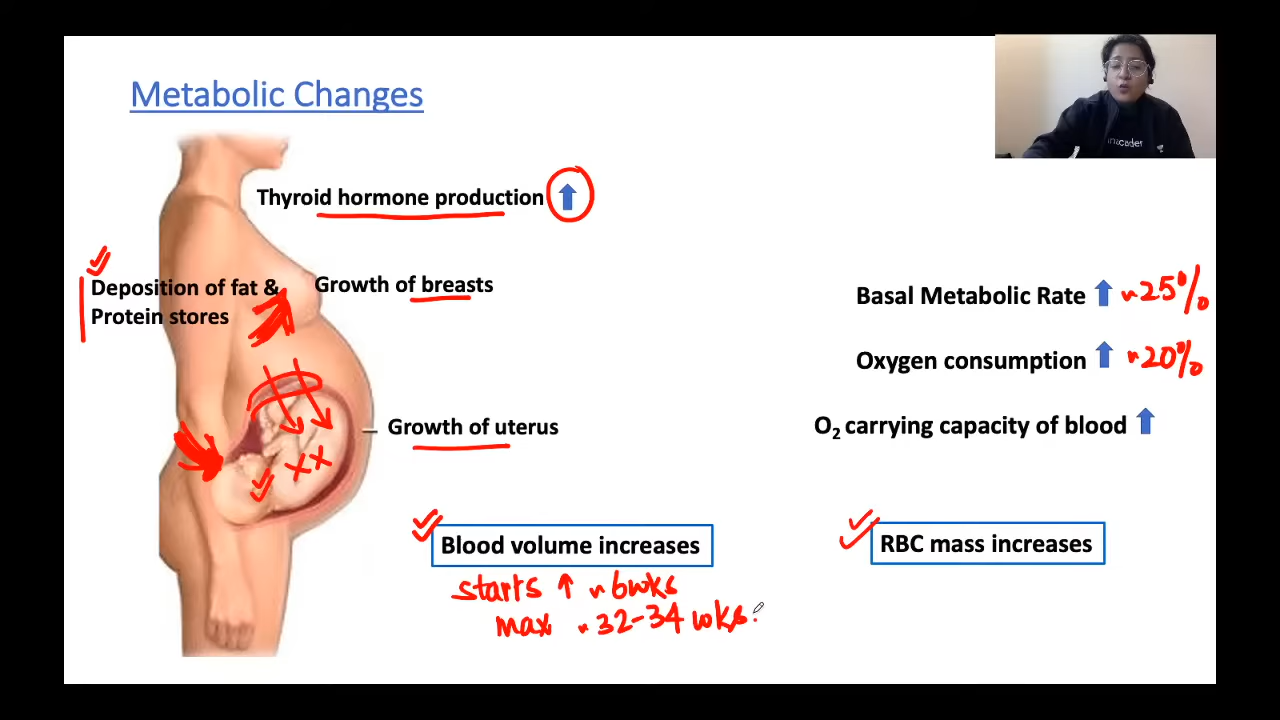 Metabolic Changes
Thyroid hormone production
Deposition of fat &
Protein stores
Growth of breasts
Basal Metabolic Rate ~25%
Oxygen consumption ~20%
O₂ carrying capacity of blood
Growth of uterus
Blood volume increases
RBC mass increases
starts ↑ ~6wks
max ~32-34 wks.